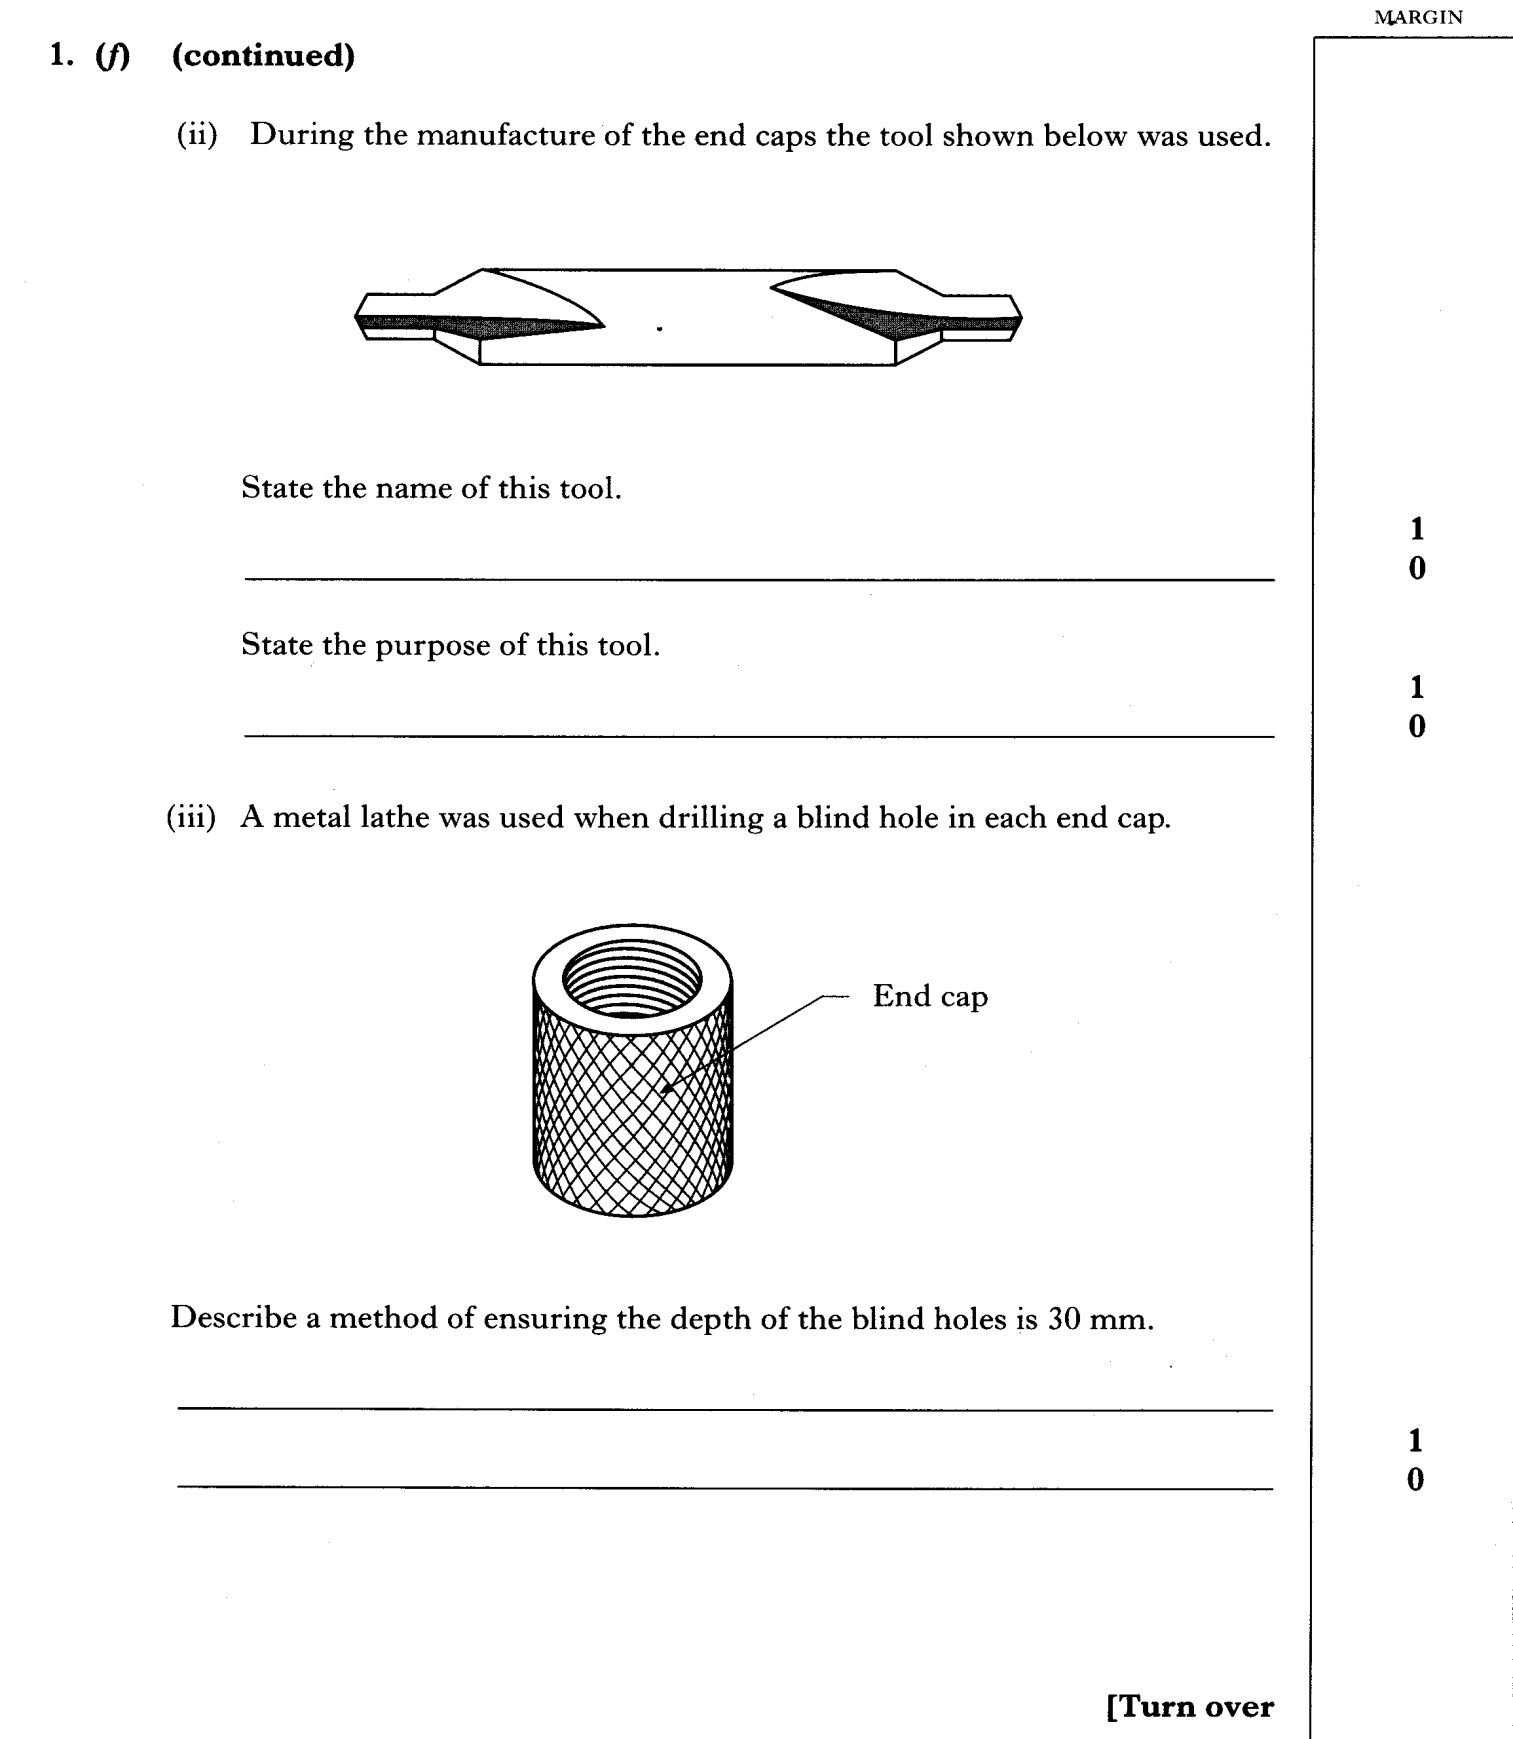 MARGIN
1. (f) (continued)
(ii) During the manufacture of the end caps the tool shown below was used.
State the name of this tool.
1
0
State the purpose of this tool.
1
0
(iii) A metal lathe was used when drilling a blind hole in each end cap.
End cap
Describe a method of ensuring the depth of the blind holes is 30 mm.
1
0
[Turn over